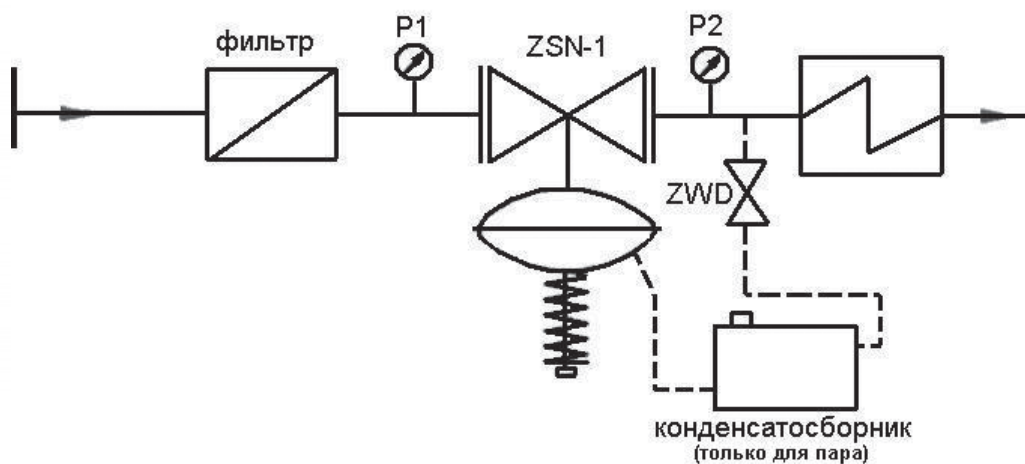 фильтр
P1
ZSN-1
P2
ZWD
конденсатосборник
(только для пара)